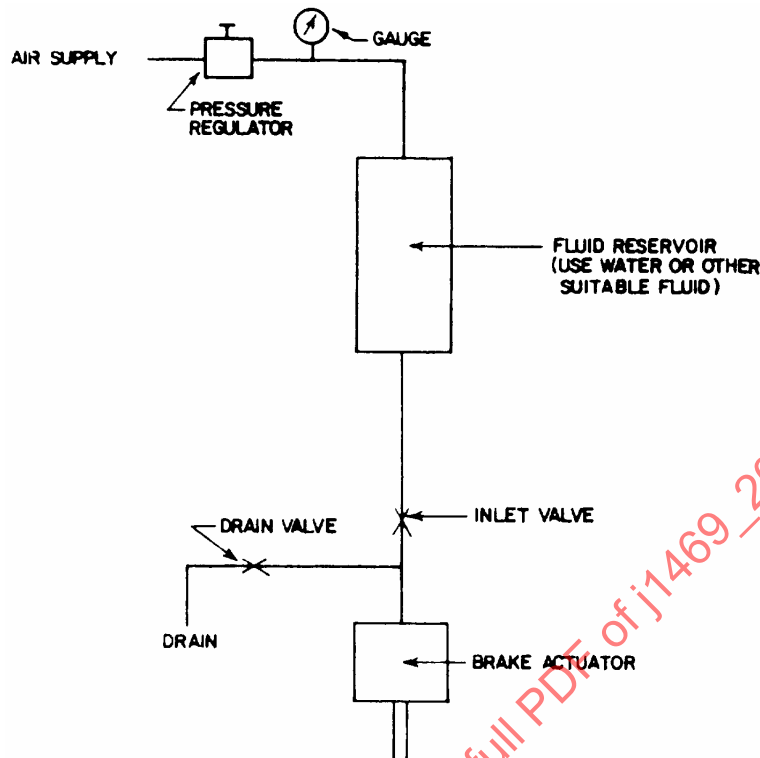 GAUGE
AIR SUPPLY
PRESSURE
REGULATOR
FLUID RESERVOIR
(USE WATER OR OTHER
SUITABLE FLUID)
INLET VALVE
DRAIN VALVE
DRAIN
BRAKE ACTUATOR
full PDF of j1469_2